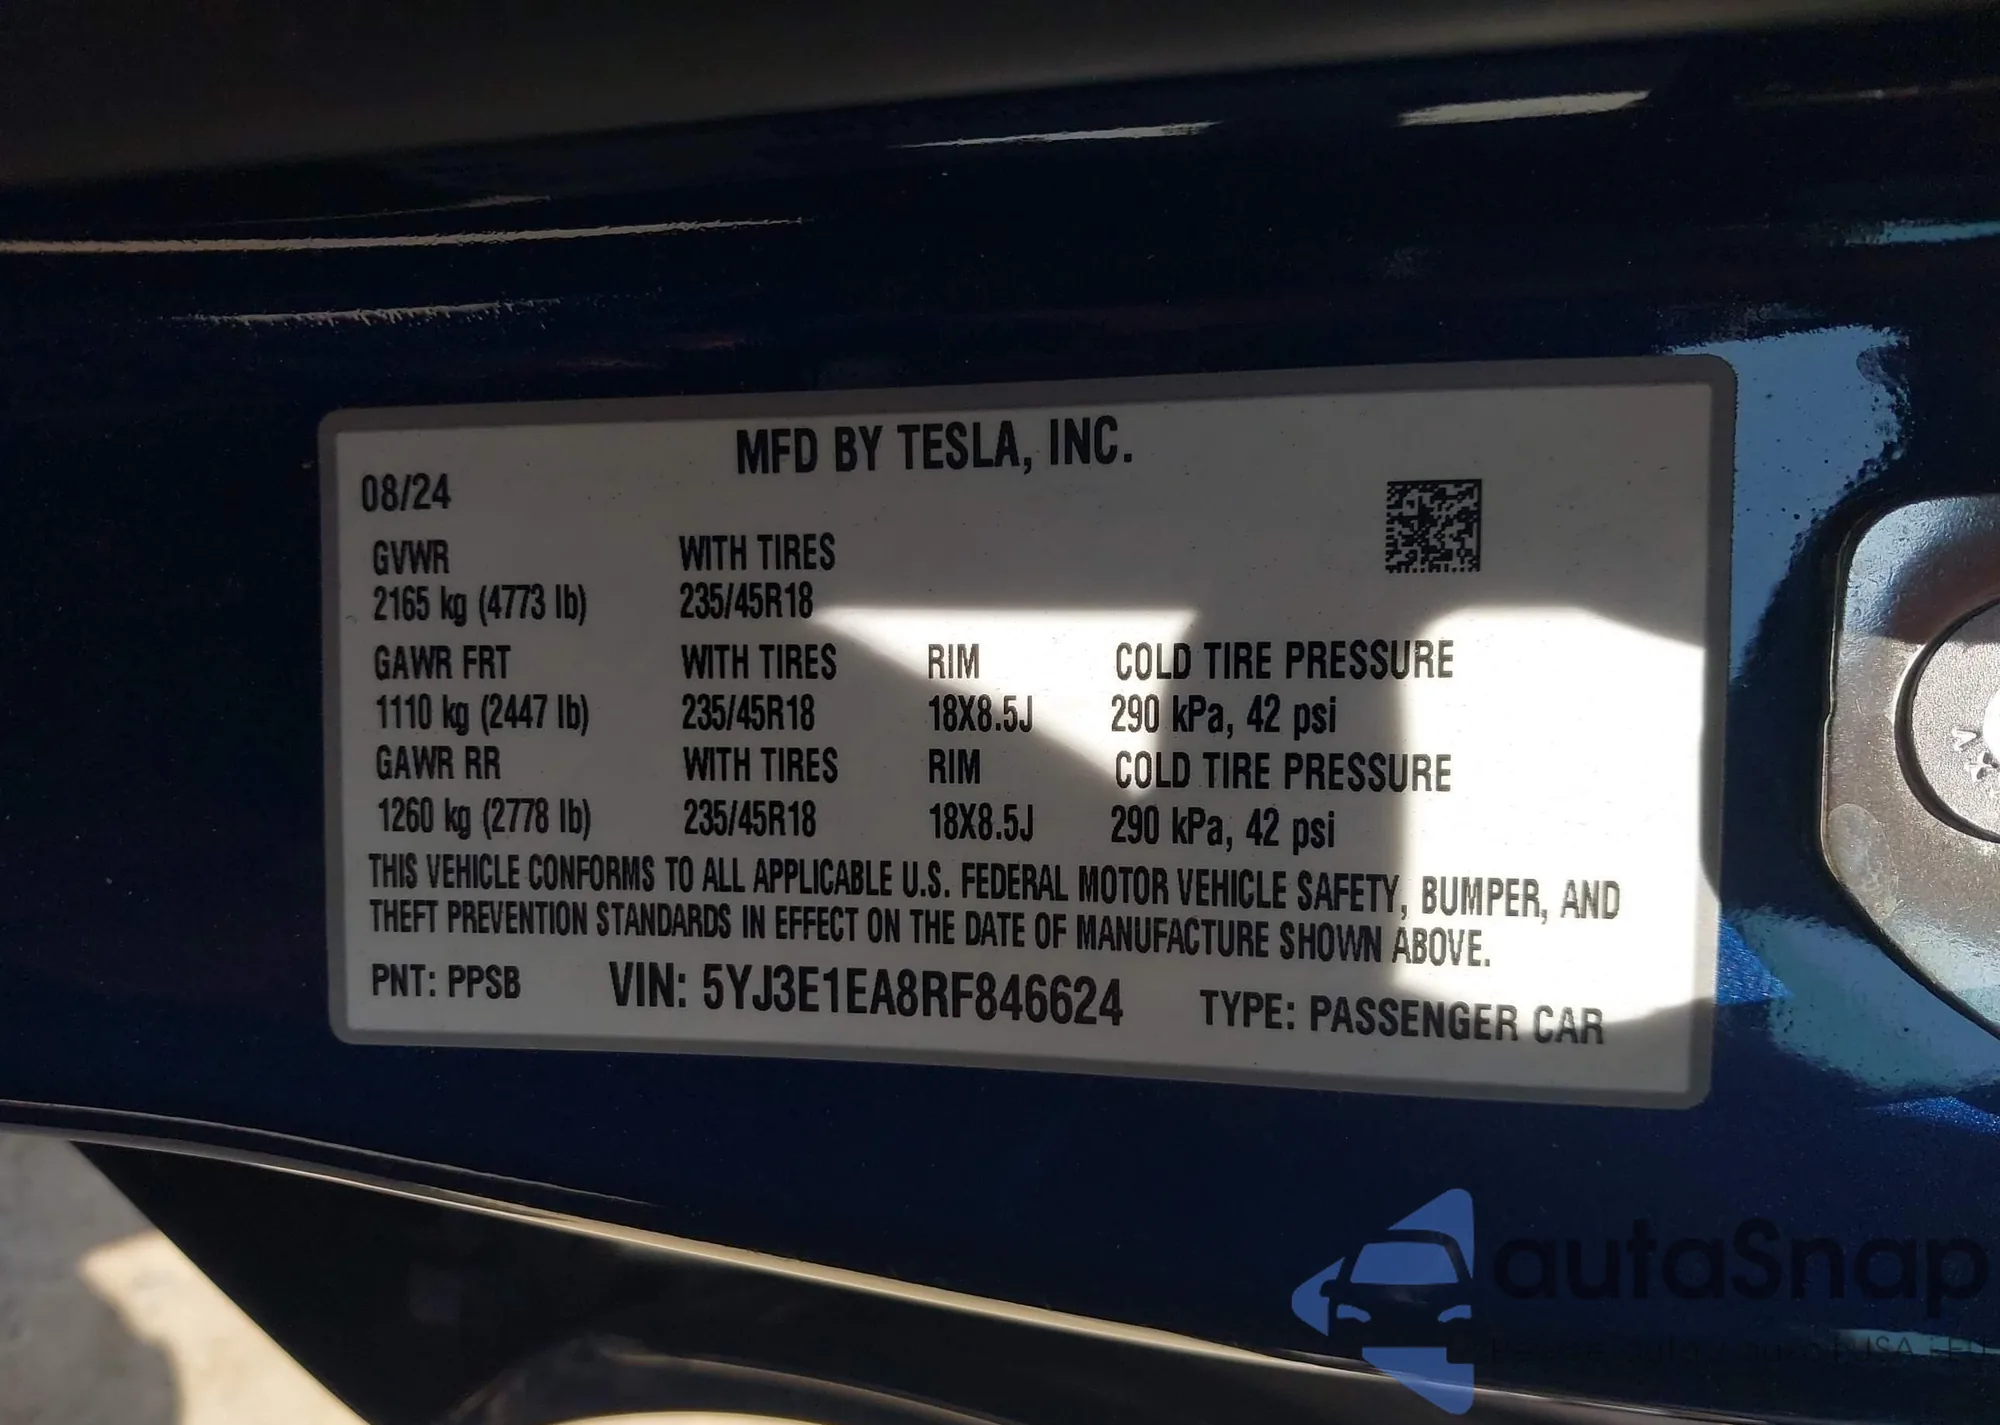 MFD BY TESLA, INC.
08/24
GVWR WITH TIRES
2165 kg (4773 lb) 235/45R18
GAWR FRT WITH TIRES RIM COLD TIRE PRESSURE
1110 kg (2447 lb) 235/45R18 18X8.5J 290 kPa, 42 psi
GAWR RR WITH TIRES RIM COLD TIRE PRESSURE
1260 kg (2778 lb) 235/45R18 18X8.5J 290 kPa, 42 psi
THIS VEHICLE CONFORMS TO ALL APPLICABLE U.S. FEDERAL MOTOR VEHICLE SAFETY, BUMPER, AND
THEFT PREVENTION STANDARDS IN EFFECT ON THE DATE OF MANUFACTURE SHOWN ABOVE.
PNT: PPSB VIN: 5YJ3E1EA8RF846624 TYPE: PASSENGER CAR
autaSnap